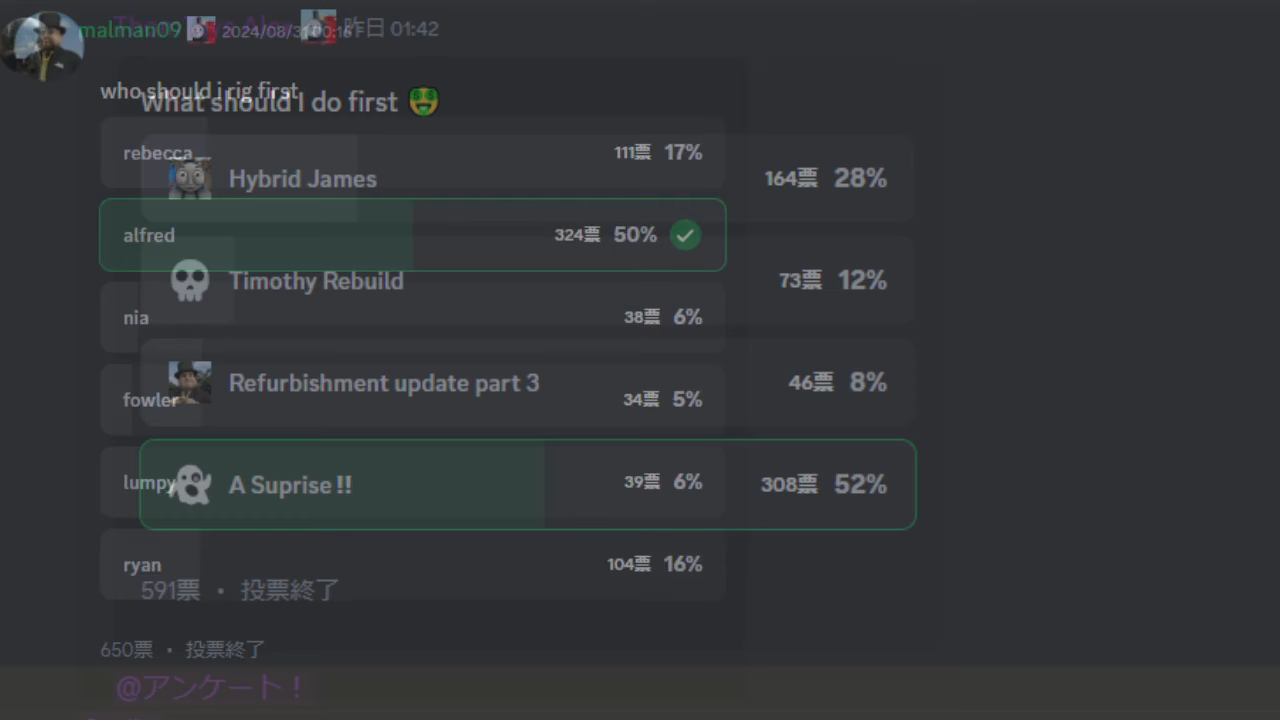 malman09 2024/08/31 00:16
昨日 01:42
who should i rig first
What should I do first 🤑
rebecca 111票 17%
Hybrid James 164票 28%
alfred 324票 50%
Timothy Rebuild 73票 12%
nia 38票 6%
Refurbishment update part 3 46票 8%
fowler 34票 5%
lumpy 39票 6%
A Suprise!! 308票 52%
ryan 104票 16%
591票 ・ 投票終了
650票 ・ 投票終了
@アンケート！